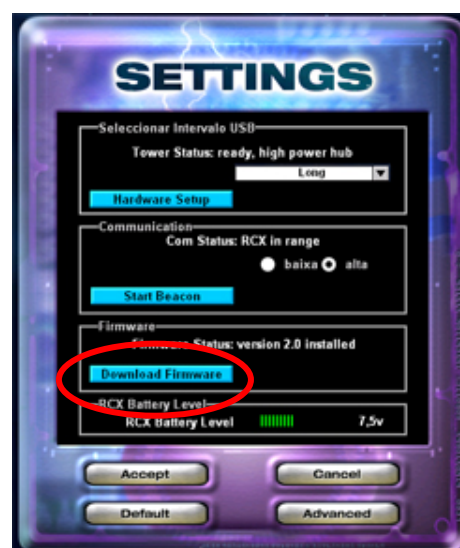 SETTINGS
Seleccionar Intervalo USB
Tower Status: ready, high power hub
Long
Hardware Setup
Communication
Com Status: RCX in range
baixa alta
Start Beacon
Firmware
Firmware Status: version 2.0 installed
Download Firmware
RCX Battery Level
RCX Battery Level 7,5v
Accept Cancel
Default Advanced